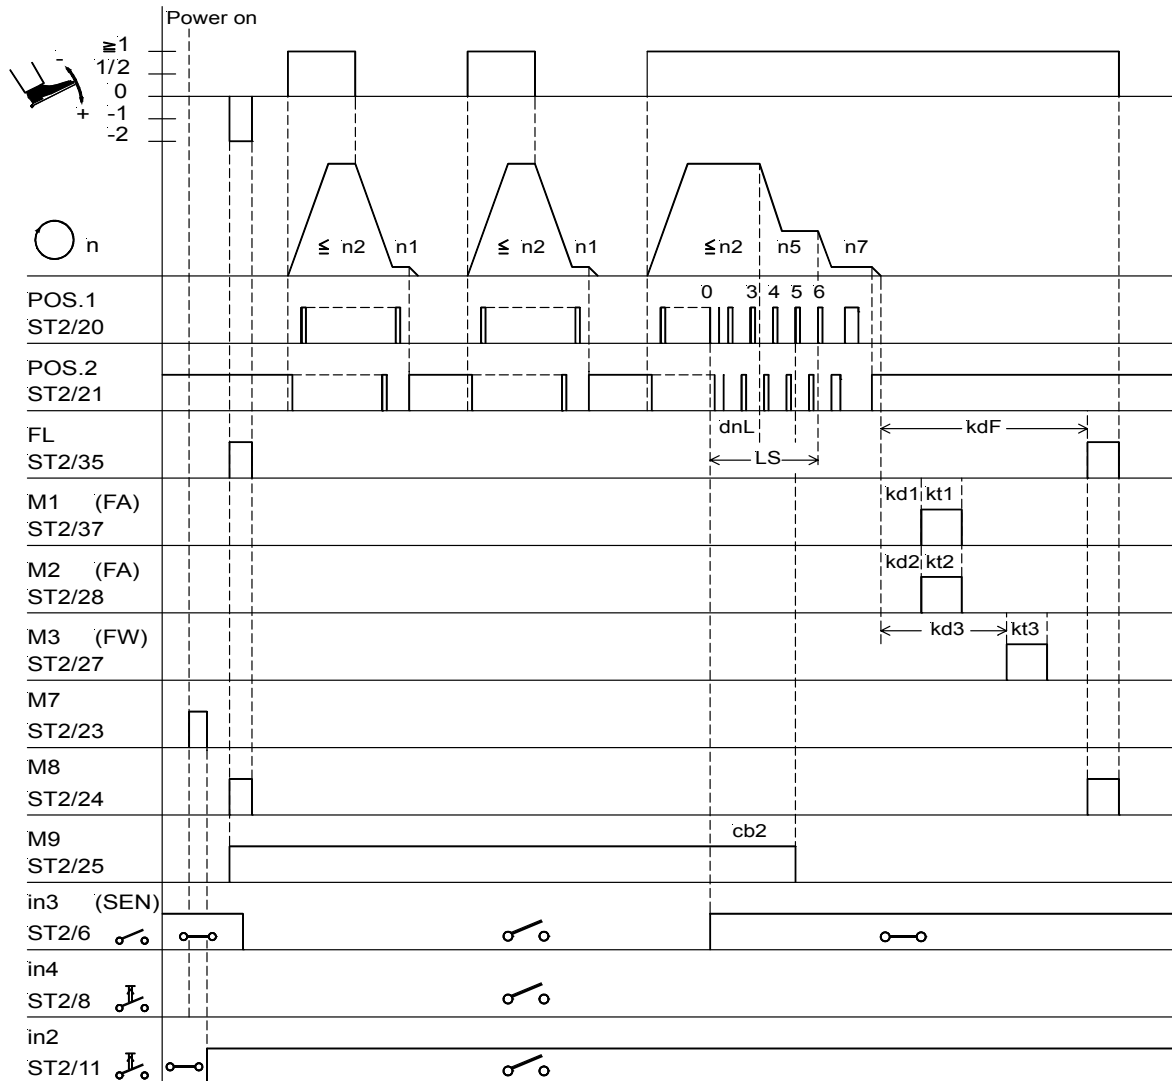 Power on
≧1
1/2
0
-1
-2
-
+
n
≦ n2 n1 ≦ n2 n1 ≦n2 n5 n7
POS.1
ST2/20
0 3 4 5 6
POS.2
ST2/21
dnL
FL
ST2/35
LS
kdF
M1 (FA)
ST2/37
kd1 kt1
M2 (FA)
ST2/28
kd2 kt2
M3 (FW)
ST2/27
kd3 kt3
M7
ST2/23
M8
ST2/24
M9
ST2/25
cb2
in3 (SEN)
ST2/6
in4
ST2/8
in2
ST2/11